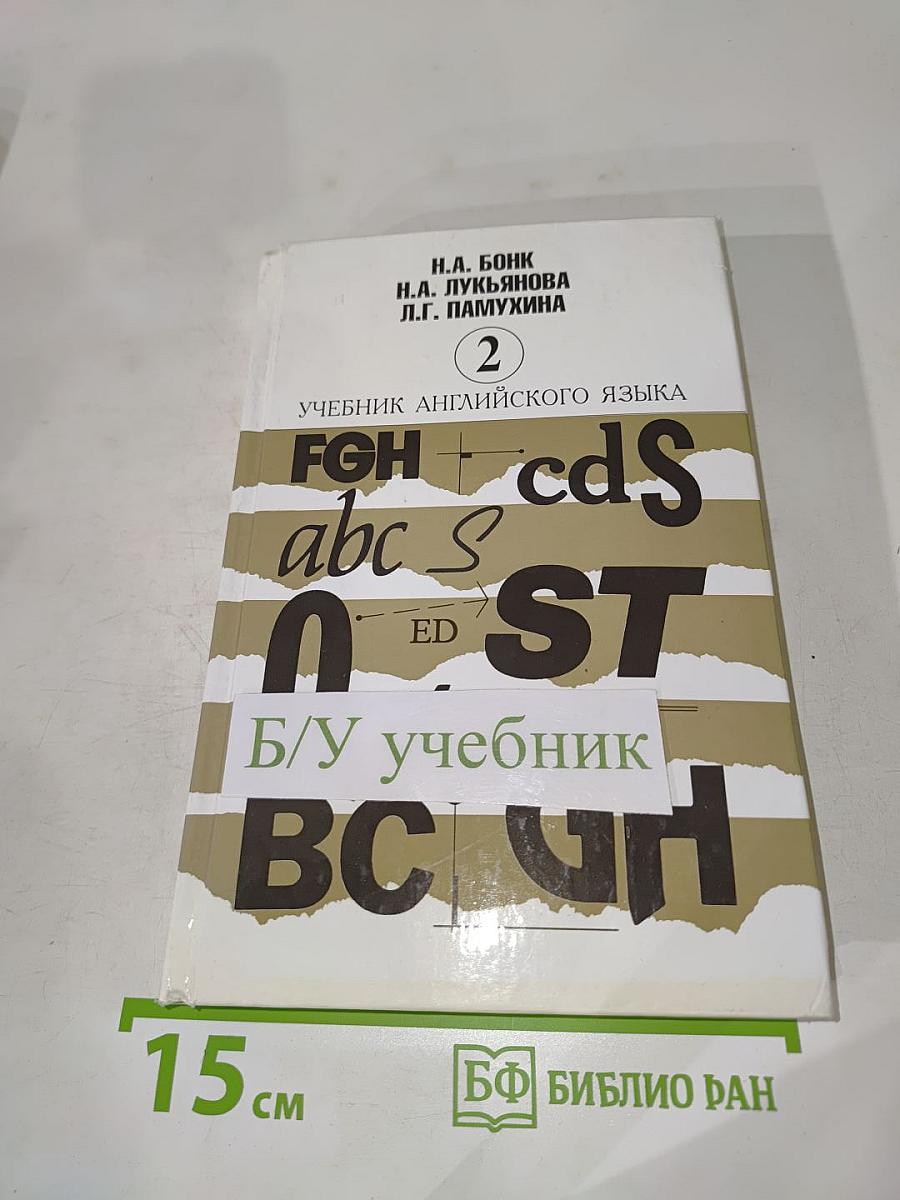 Н.А. БОНК
Н.А. ЛУКЬЯНОВА
Л.Г. ПАМУХИНА
2
УЧЕБНИК АНГЛИЙСКОГО ЯЗЫКА
FGH
cdS
abc S
ED
ST
Б/У учебник
BC
GH
15 см
БФ БИБЛИО ФАН